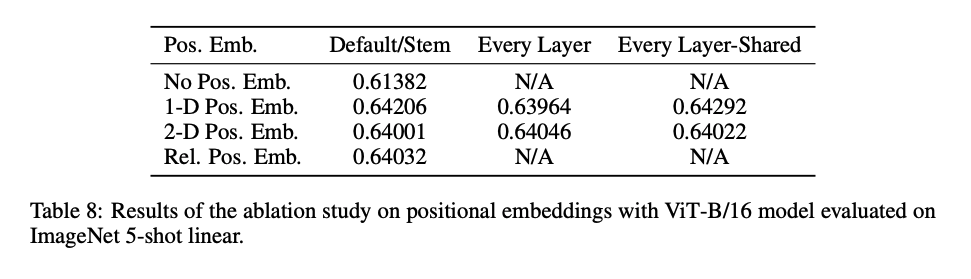 Pos. Emb. Default/Stem Every Layer Every Layer-Shared
No Pos. Emb. 0.61382 N/A N/A
1-D Pos. Emb. 0.64206 0.63964 0.64292
2-D Pos. Emb. 0.64001 0.64046 0.64022
Rel. Pos. Emb. 0.64032 N/A N/A
Table 8: Results of the ablation study on positional embeddings with ViT-B/16 model evaluated on
ImageNet 5-shot linear.